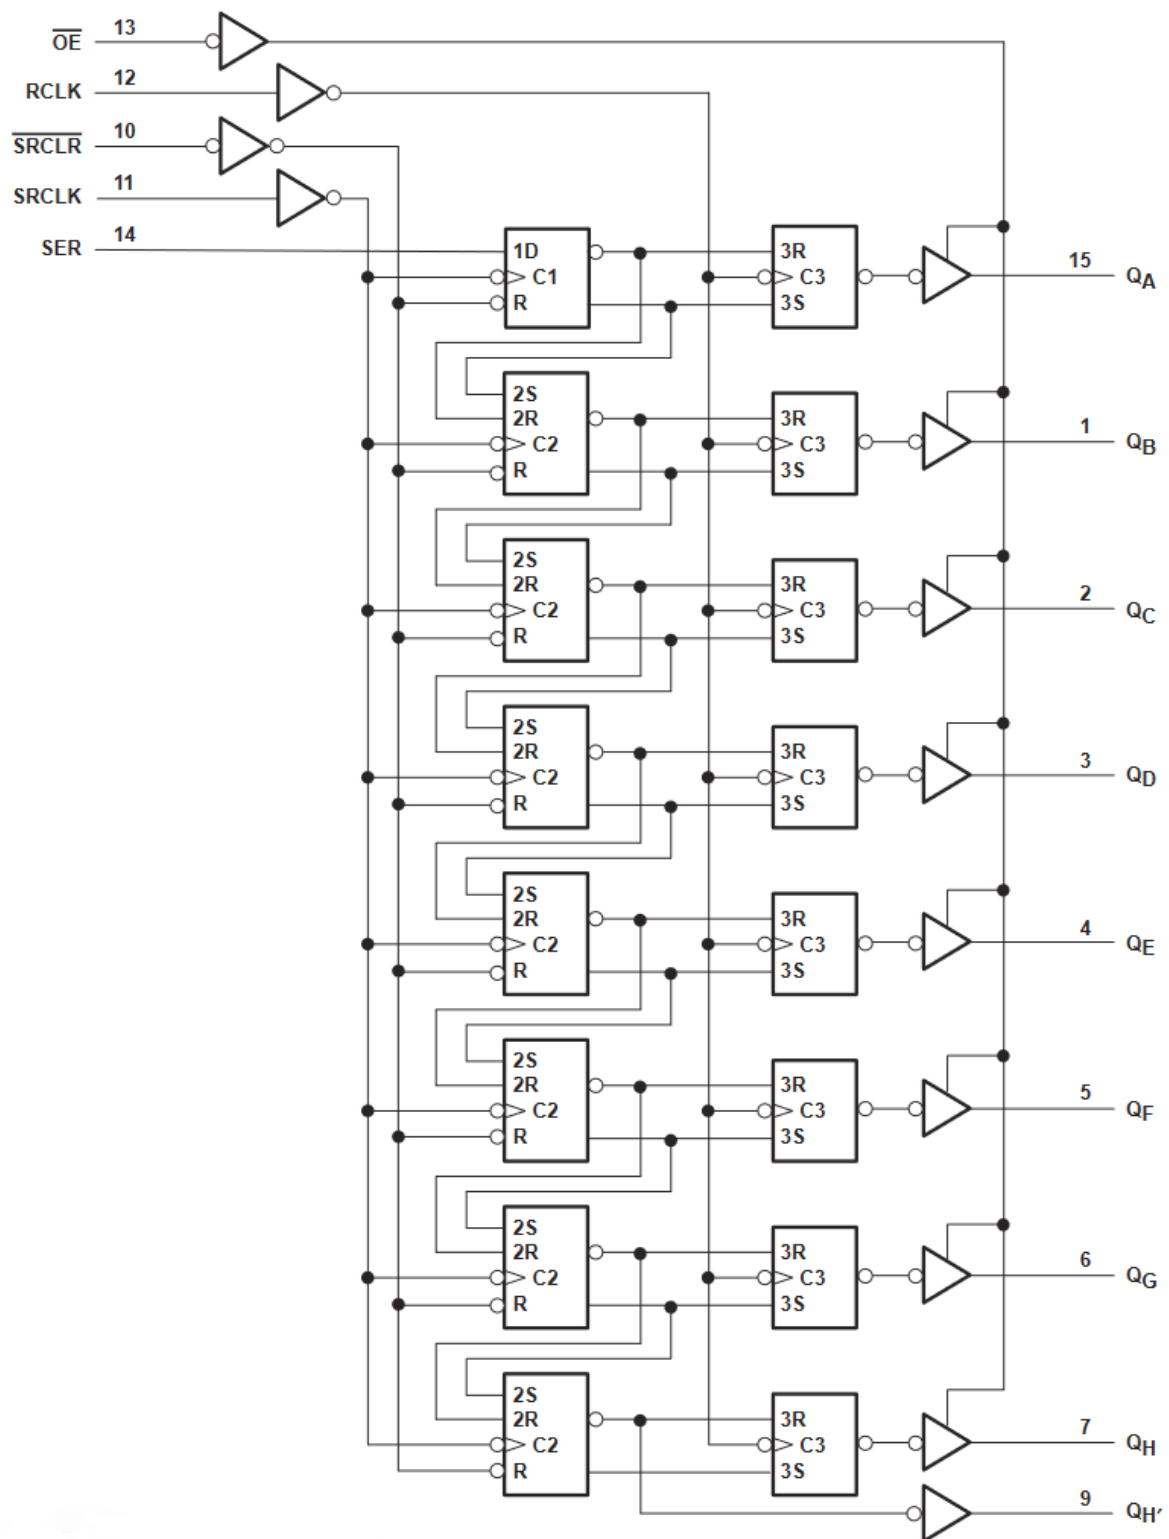 OE 13
RCLK 12
SRCLR 10
SRCLK 11
SER 14
1D 3R
C1 C3 15 QA
R 3S
2S
2R 3R
C2 C3 1 QB
R 3S
2S
2R 3R
C2 C3 2 QC
R 3S
2S
2R 3R
C2 C3 3 QD
R 3S
2S
2R 3R
C2 C3 4 QE
R 3S
2S
2R 3R
C2 C3 5 QF
R 3S
2S
2R 3R
C2 C3 6 QG
R 3S
2S
2R 3R
C2 C3 7 QH
R 3S
9 QH′